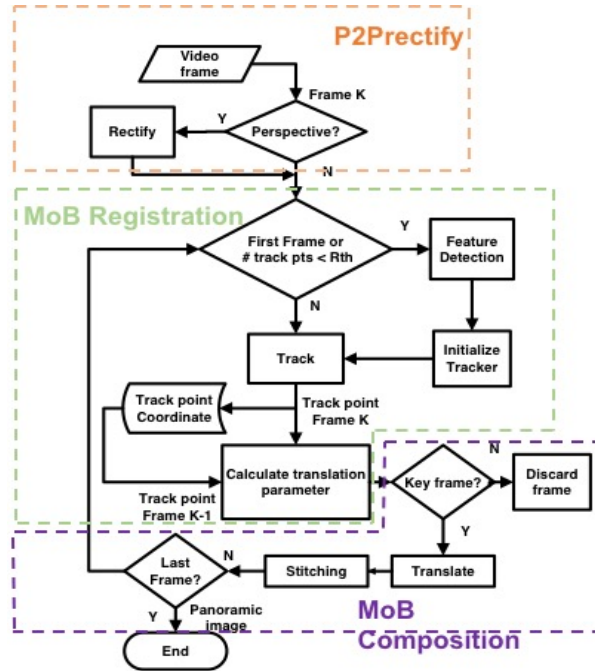 P2Prectify
Video
frame
Frame K
Y
Rectify
Perspective?
N
MoB Registration
First Frame or
# track pts < Rth
Y
Feature
Detection
N
Track
Initialize
Tracker
Track point
Coordinate
Track point
Frame K
Calculate translation
parameter
Track point
Frame K-1
Key frame?
N
Discard
frame
Y
Last
Frame?
N
Stitching
Translate
Y
Panoramic
image
MoB
Composition
End